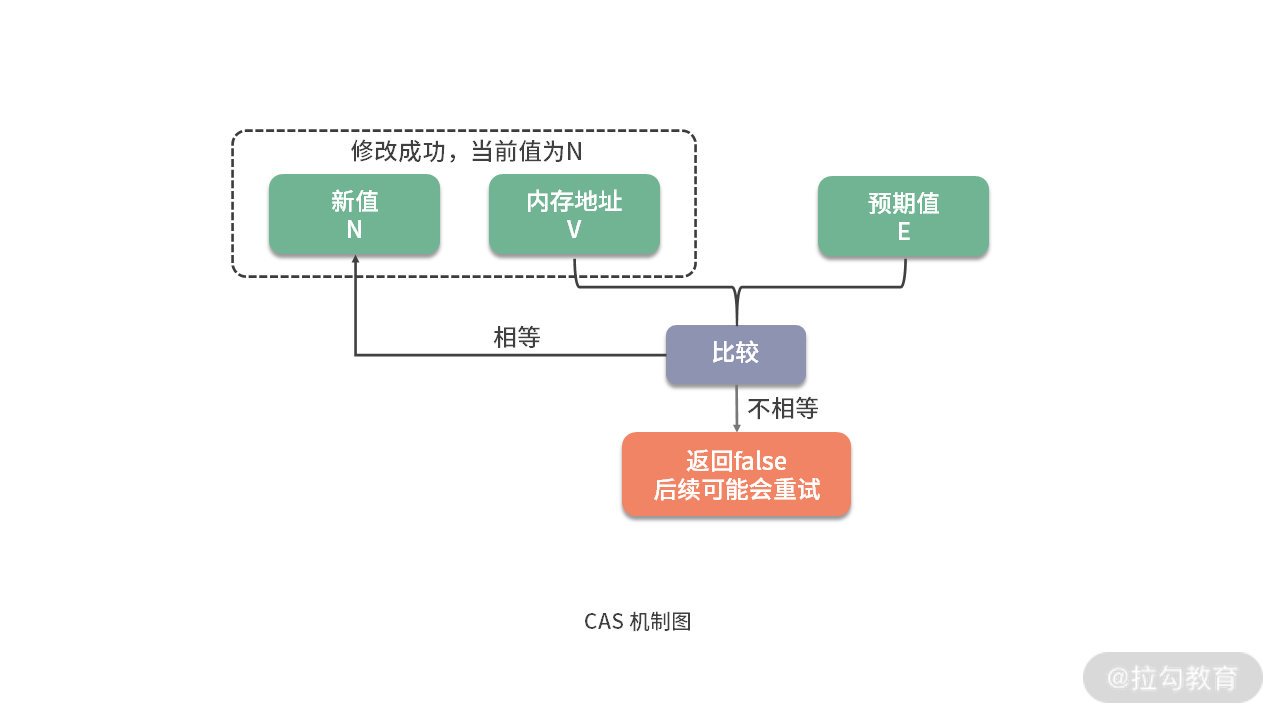 修改成功，当前值为N
新值
N
内存地址
V
预期值
E
相等
比较
不相等
返回false
后续可能会重试
CAS 机制图
@拉勾教育